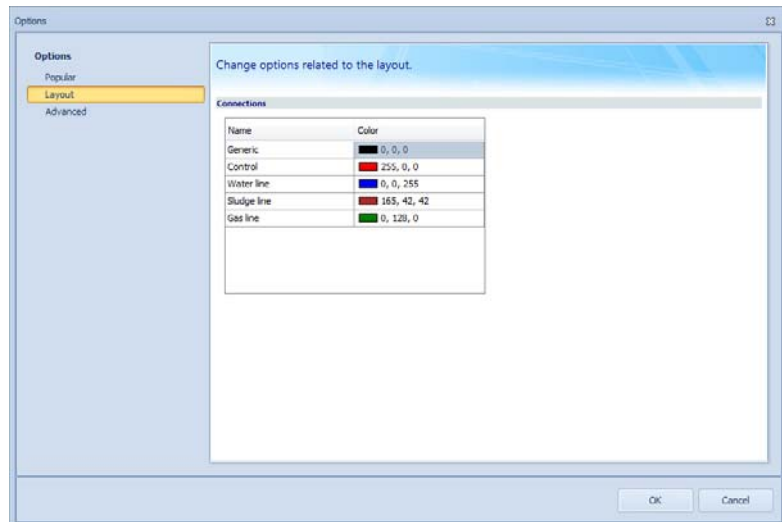 Options
Options
Popular
Layout
Advanced
Change options related to the layout.
Connections
Name Color
Generic 0, 0, 0
Control 255, 0, 0
Water line 0, 0, 255
Sludge line 165, 42, 42
Gas line 0, 128, 0
OK Cancel